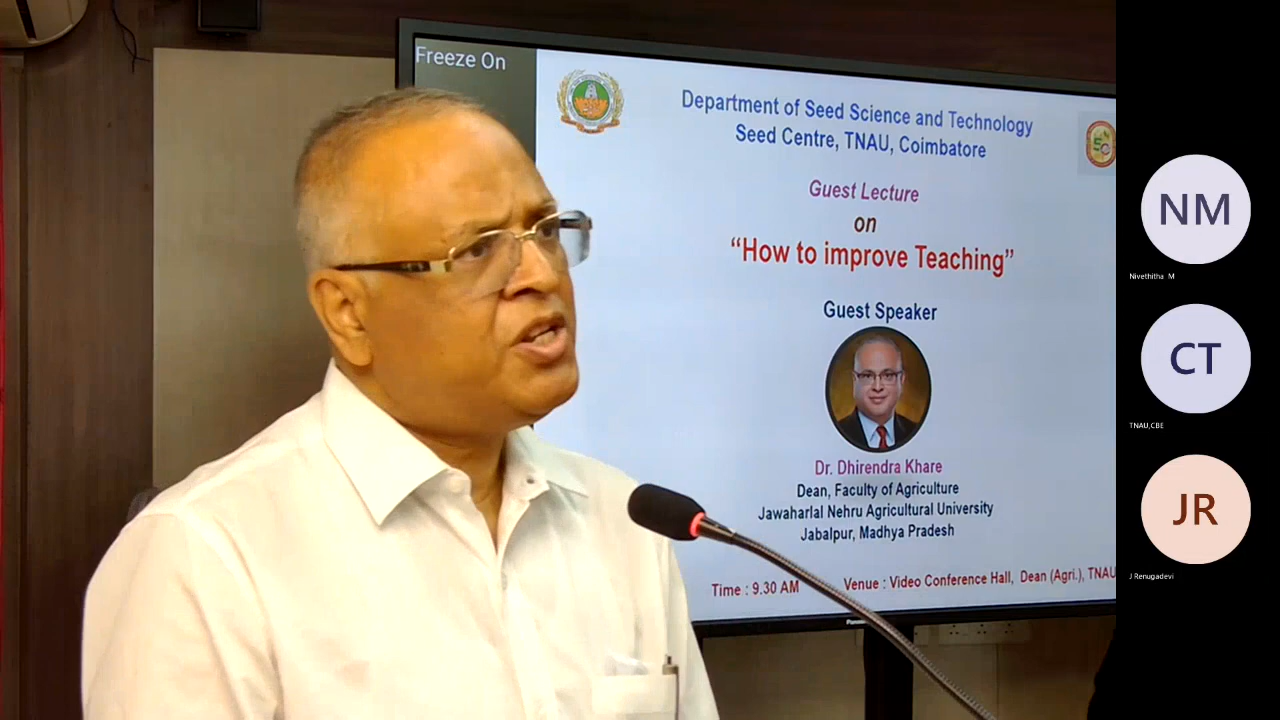 Freeze On
Department of Seed Science and Technology
Seed Centre, TNAU, Coimbatore
Guest Lecture
on
“How to improve Teaching”
Guest Speaker
Dr. Dhirendra Khare
Dean, Faculty of Agriculture
Jawaharlal Nehru Agricultural University
Jabalpur, Madhya Pradesh
Time : 9.30 AM
Venue : Video Conference Hall, Dean (Agri.), TNAU
Panasonic
NM
Nivethitha M
CT
TNAU,CBE
JR
J Renugadevi